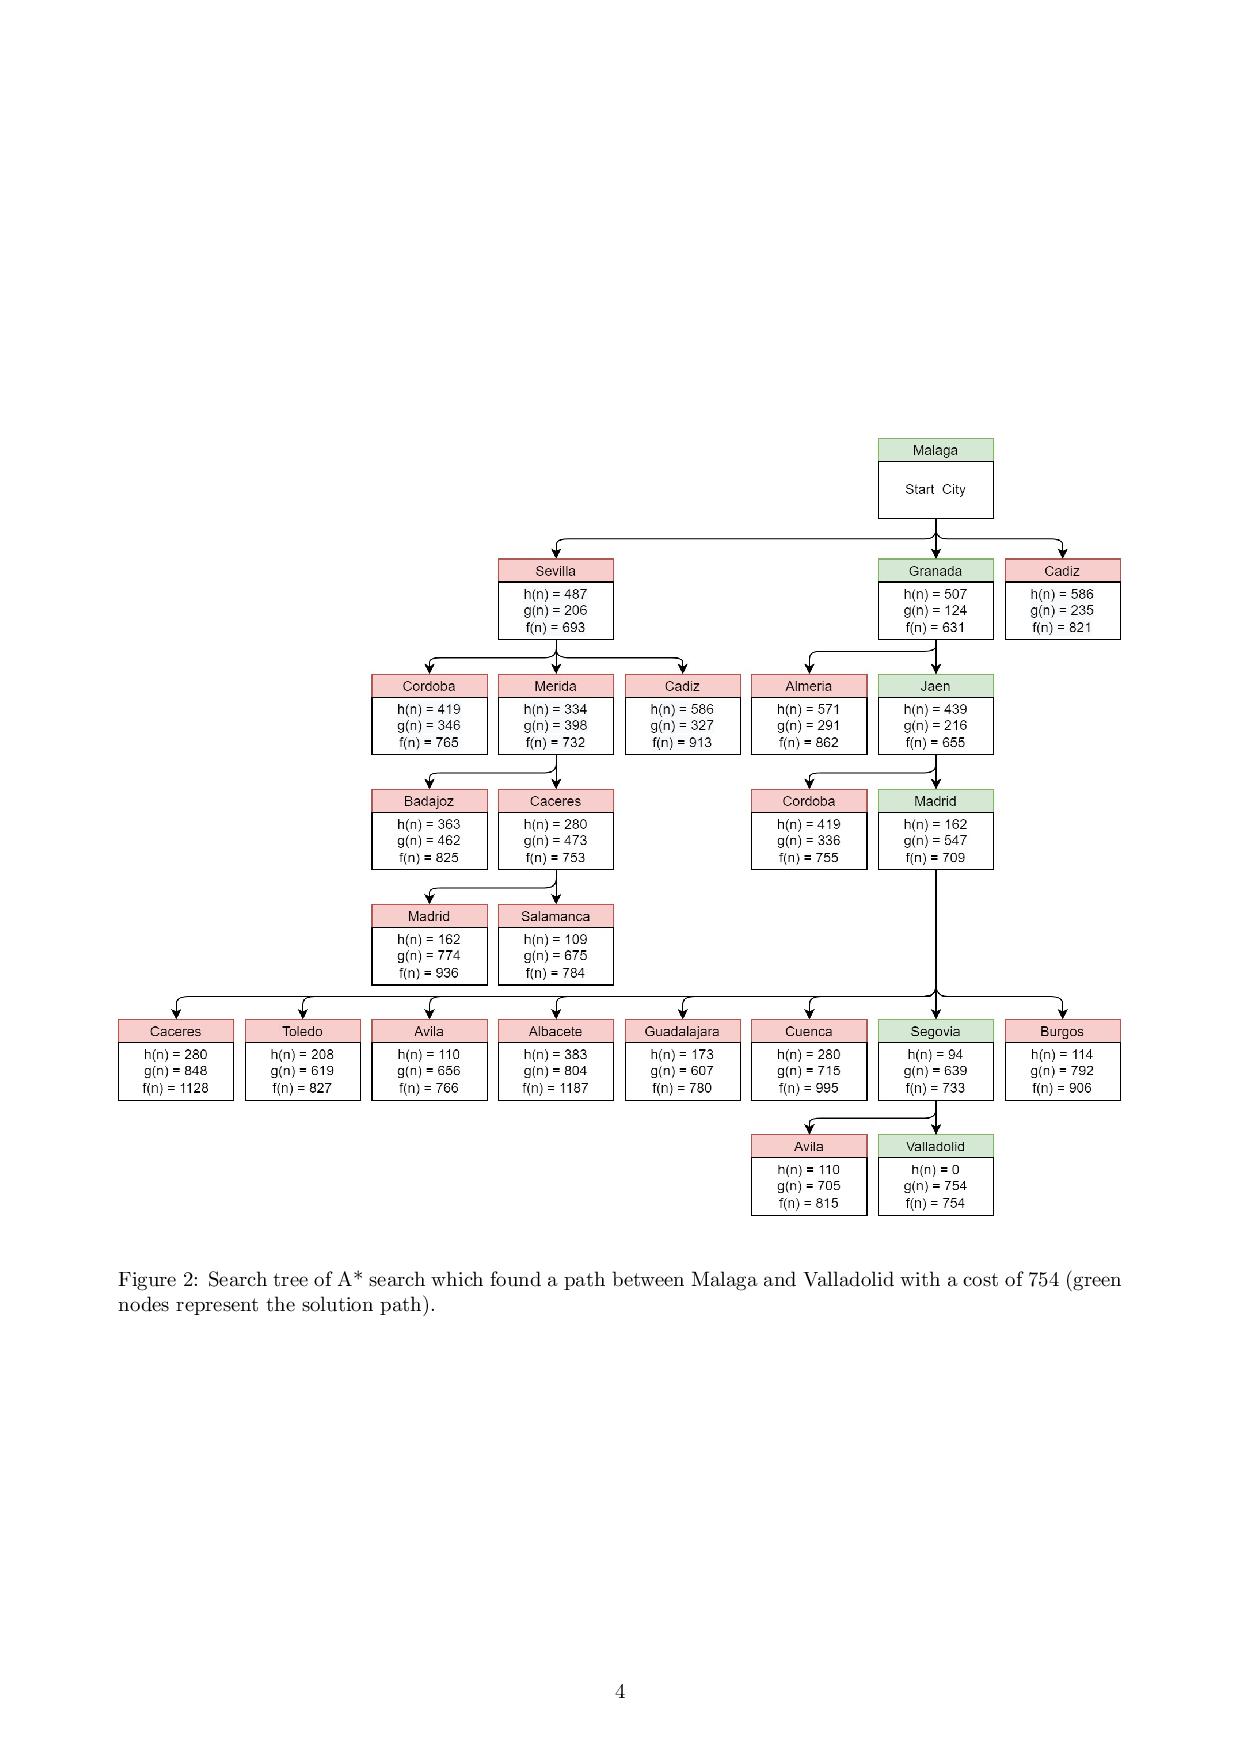 Malaga
Start City
Sevilla
h(n) = 487
g(n) = 206
f(n) = 693
Granada
h(n) = 507
g(n) = 124
f(n) = 631
Cadiz
h(n) = 586
g(n) = 235
f(n) = 821
Cordoba
h(n) = 419
g(n) = 346
f(n) = 765
Merida
h(n) = 334
g(n) = 398
f(n) = 732
Cadiz
h(n) = 586
g(n) = 327
f(n) = 913
Almeria
h(n) = 571
g(n) = 291
f(n) = 862
Jaen
h(n) = 439
g(n) = 216
f(n) = 655
Badajoz
h(n) = 363
g(n) = 462
f(n) = 825
Caceres
h(n) = 280
g(n) = 473
f(n) = 753
Cordoba
h(n) = 419
g(n) = 336
f(n) = 755
Madrid
h(n) = 162
g(n) = 547
f(n) = 709
Madrid
h(n) = 162
g(n) = 774
f(n) = 936
Salamanca
h(n) = 109
g(n) = 675
f(n) = 784
Caceres
h(n) = 280
g(n) = 848
f(n) = 1128
Toledo
h(n) = 208
g(n) = 619
f(n) = 827
Avila
h(n) = 110
g(n) = 656
f(n) = 766
Albacete
h(n) = 383
g(n) = 804
f(n) = 1187
Guadalajara
h(n) = 173
g(n) = 607
f(n) = 780
Cuenca
h(n) = 280
g(n) = 715
f(n) = 995
Segovia
h(n) = 94
g(n) = 639
f(n) = 733
Burgos
h(n) = 114
g(n) = 792
f(n) = 906
Avila
h(n) = 110
g(n) = 705
f(n) = 815
Valladolid
h(n) = 0
g(n) = 754
f(n) = 754
Figure 2: Search tree of A* search which found a path between Malaga and Valladolid with a cost of 754 (green
nodes represent the solution path).
4